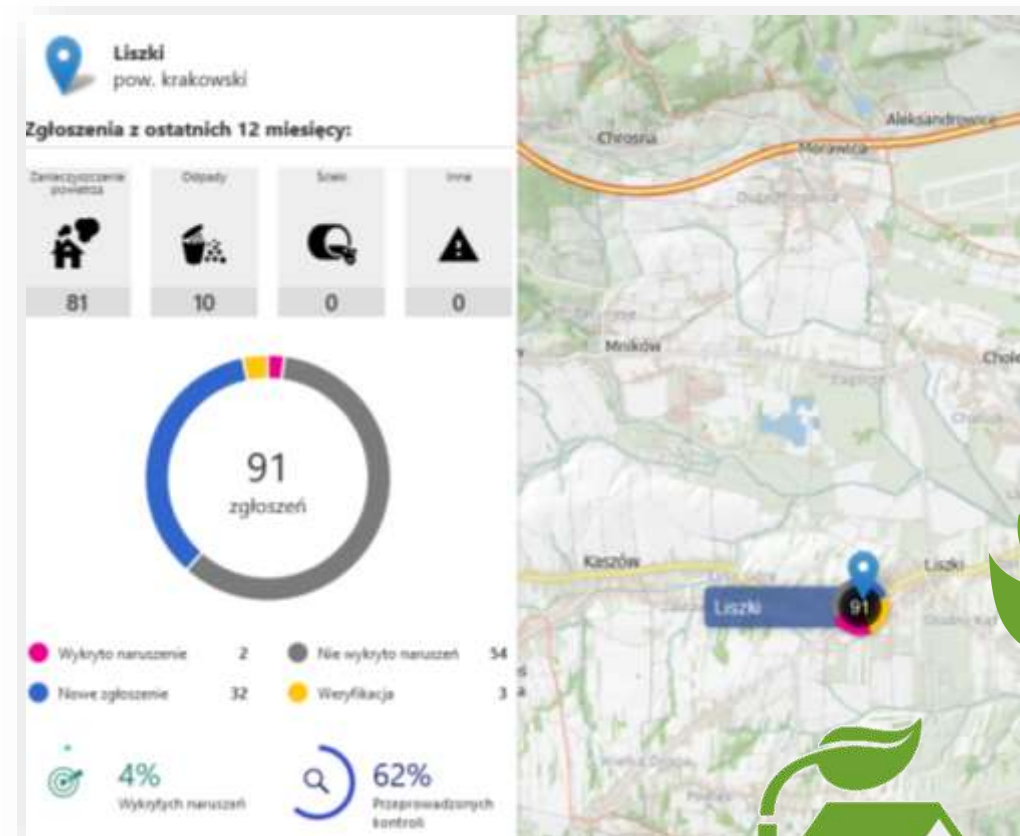 Liszki
pow. krakowski
Zgłoszenia z ostatnich 12 miesięcy:
Zanieczyszczenie
powietrza
Odpady
Ścieki
Inne
81
10
0
0
91
zgłoszeń
Wykryto naruszenie 2
Nie wykryto naruszeń 54
Nowe zgłoszenie 32
Weryfikacja 3
4%
Wykrytych naruszeń
62%
Przeprowadzonych
kontroli
Chrosna
Aleksandrowice
Morawica
Mników
Kaszów
Liszki
Liszki
91